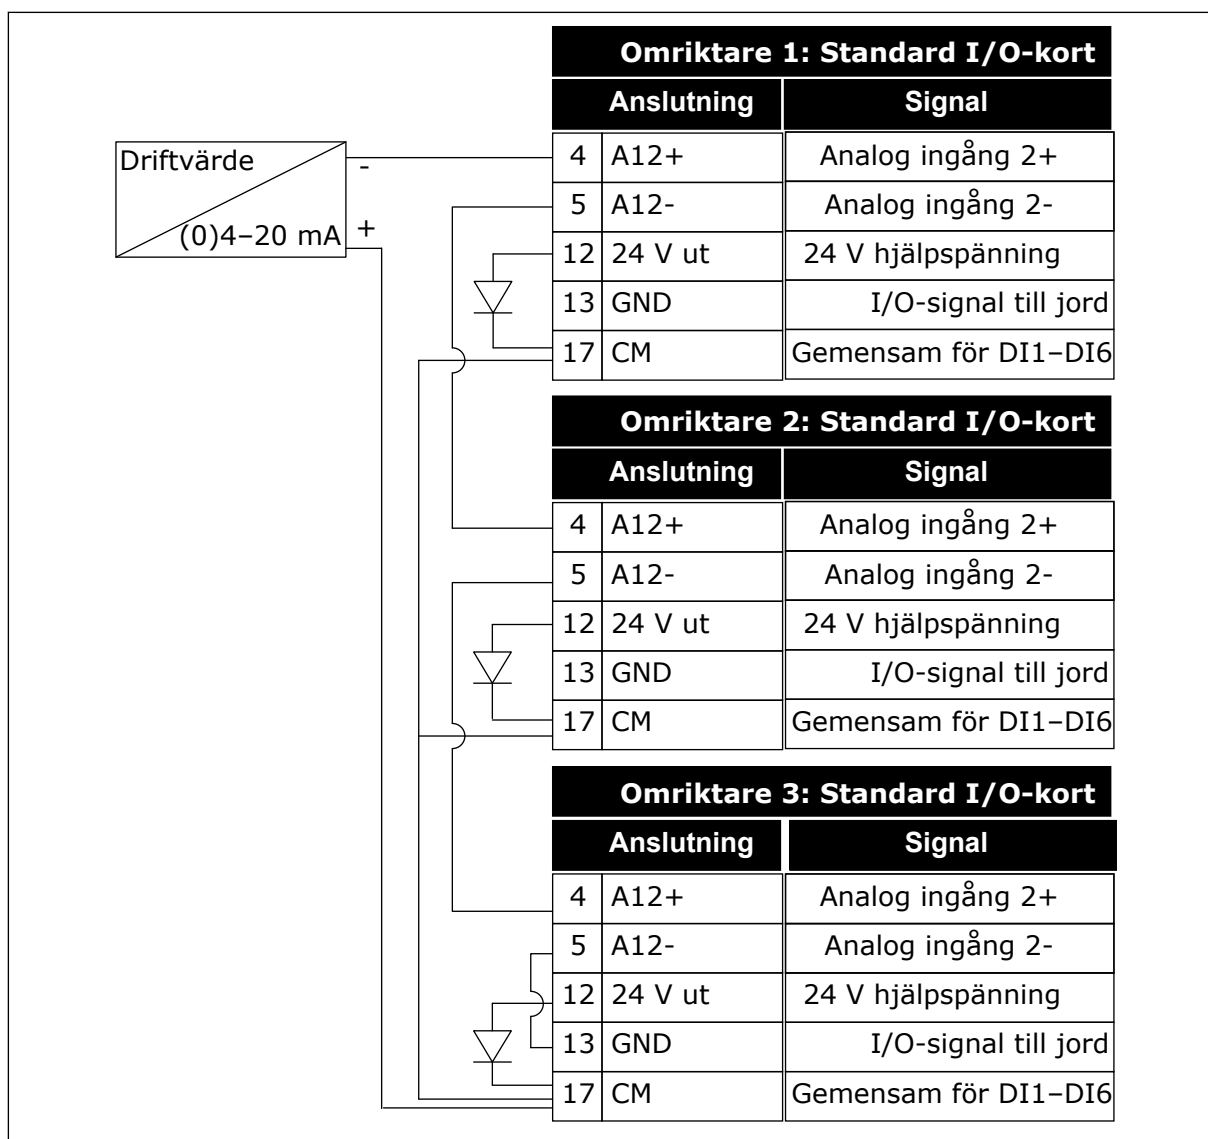 Driftvärde
-
(0)4–20 mA
+
Omriktare 1: Standard I/O-kort
Anslutning Signal
4 A12+ Analog ingång 2+
5 A12- Analog ingång 2-
12 24 V ut 24 V hjälpspänning
13 GND I/O-signal till jord
17 CM Gemensam för DI1–DI6
Omriktare 2: Standard I/O-kort
Anslutning Signal
4 A12+ Analog ingång 2+
5 A12- Analog ingång 2-
12 24 V ut 24 V hjälpspänning
13 GND I/O-signal till jord
17 CM Gemensam för DI1–DI6
Omriktare 3: Standard I/O-kort
Anslutning Signal
4 A12+ Analog ingång 2+
5 A12- Analog ingång 2-
12 24 V ut 24 V hjälpspänning
13 GND I/O-signal till jord
17 CM Gemensam för DI1–DI6